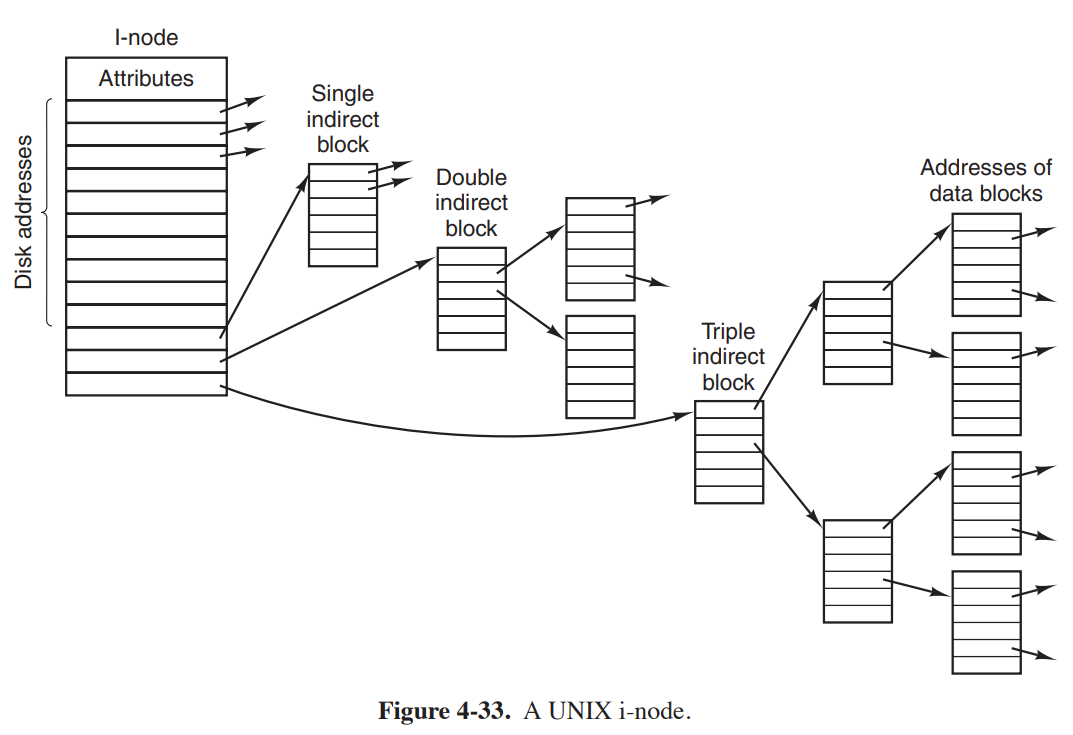 I-node
Attributes
Disk addresses
Single
indirect
block
Double
indirect
block
Triple
indirect
block
Addresses of
data blocks
Figure 4-33. A UNIX i-node.